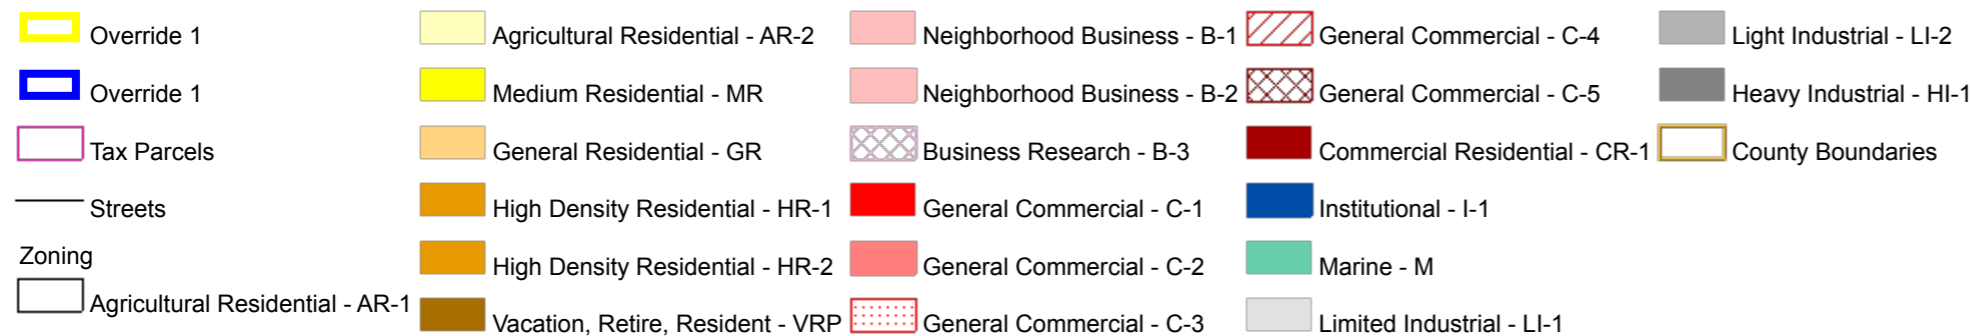 Override 1
Override 1
Tax Parcels
Streets
Zoning
Agricultural Residential - AR-1
Agricultural Residential - AR-2
Medium Residential - MR
General Residential - GR
High Density Residential - HR-1
High Density Residential - HR-2
Vacation, Retire, Resident - VRP
Neighborhood Business - B-1
Neighborhood Business - B-2
Business Research - B-3
General Commercial - C-1
General Commercial - C-2
General Commercial - C-3
General Commercial - C-4
General Commercial - C-5
Commercial Residential - CR-1
Institutional - I-1
Marine - M
Limited Industrial - LI-1
Light Industrial - LI-2
Heavy Industrial - HI-1
County Boundaries